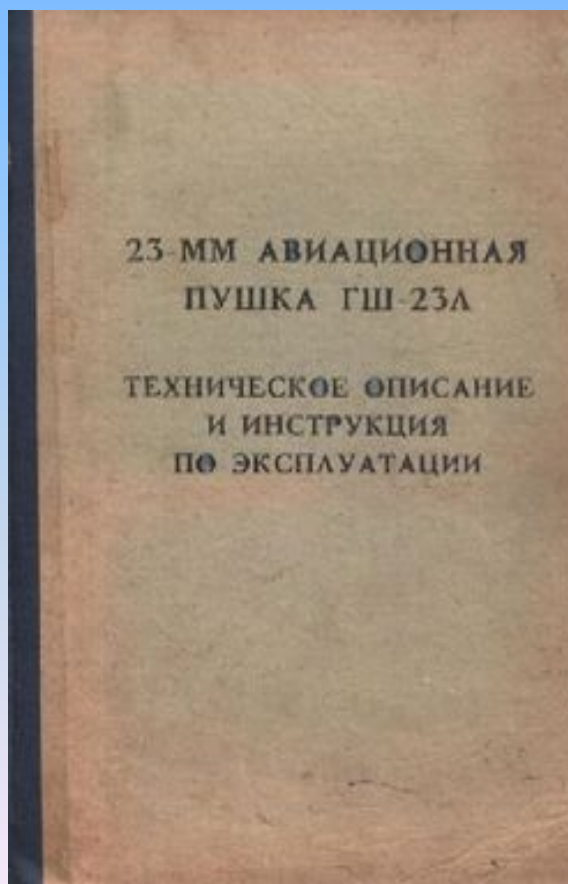 23-ММ АВИАЦИОННАЯ
ПУШКА ГШ-23Л
ТЕХНИЧЕСКОЕ ОПИСАНИЕ
И ИНСТРУКЦИЯ
ПО ЭКСПЛУАТАЦИИ